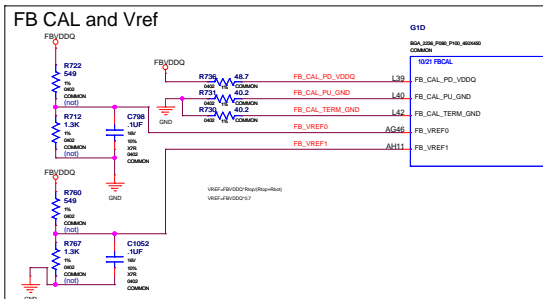 FB CAL and Vref
FBVDDQ
R722
549
1%
0402
COMMON
(not)
R712
1.3K
1%
0402
COMMON
(not)
C798
.1UF
16V
10%
X7R
0402
COMMON
GND
FBVDDQ
R736
48.7
0402
1%
COMMON
R731
40.2
0402
1%
COMMON
R730
40.2
0402
1%
COMMON
GND
FB_CAL_PD_VDDQ
FB_CAL_PU_GND
FB_CAL_TERM_GND
FB_VREF0
FB_VREF1
G1D
BGA_2236_P080_P100_450X450
COMMON
10/21 FBCAL
L39 FB_CAL_PD_VDDQ
L40 FB_CAL_PU_GND
L42 FB_CAL_TERM_GND
AG46 FB_VREF0
AH11 FB_VREF1
FBVDDQ
R760
549
1%
0402
COMMON
(not)
R767
1.3K
1%
0402
COMMON
(not)
C1052
.1UF
16V
10%
X7R
0402
COMMON
GND
VREF=FBVDDQ*Rtop/(Rtop+Rbot)
VREF=FBVDDQ*0.7